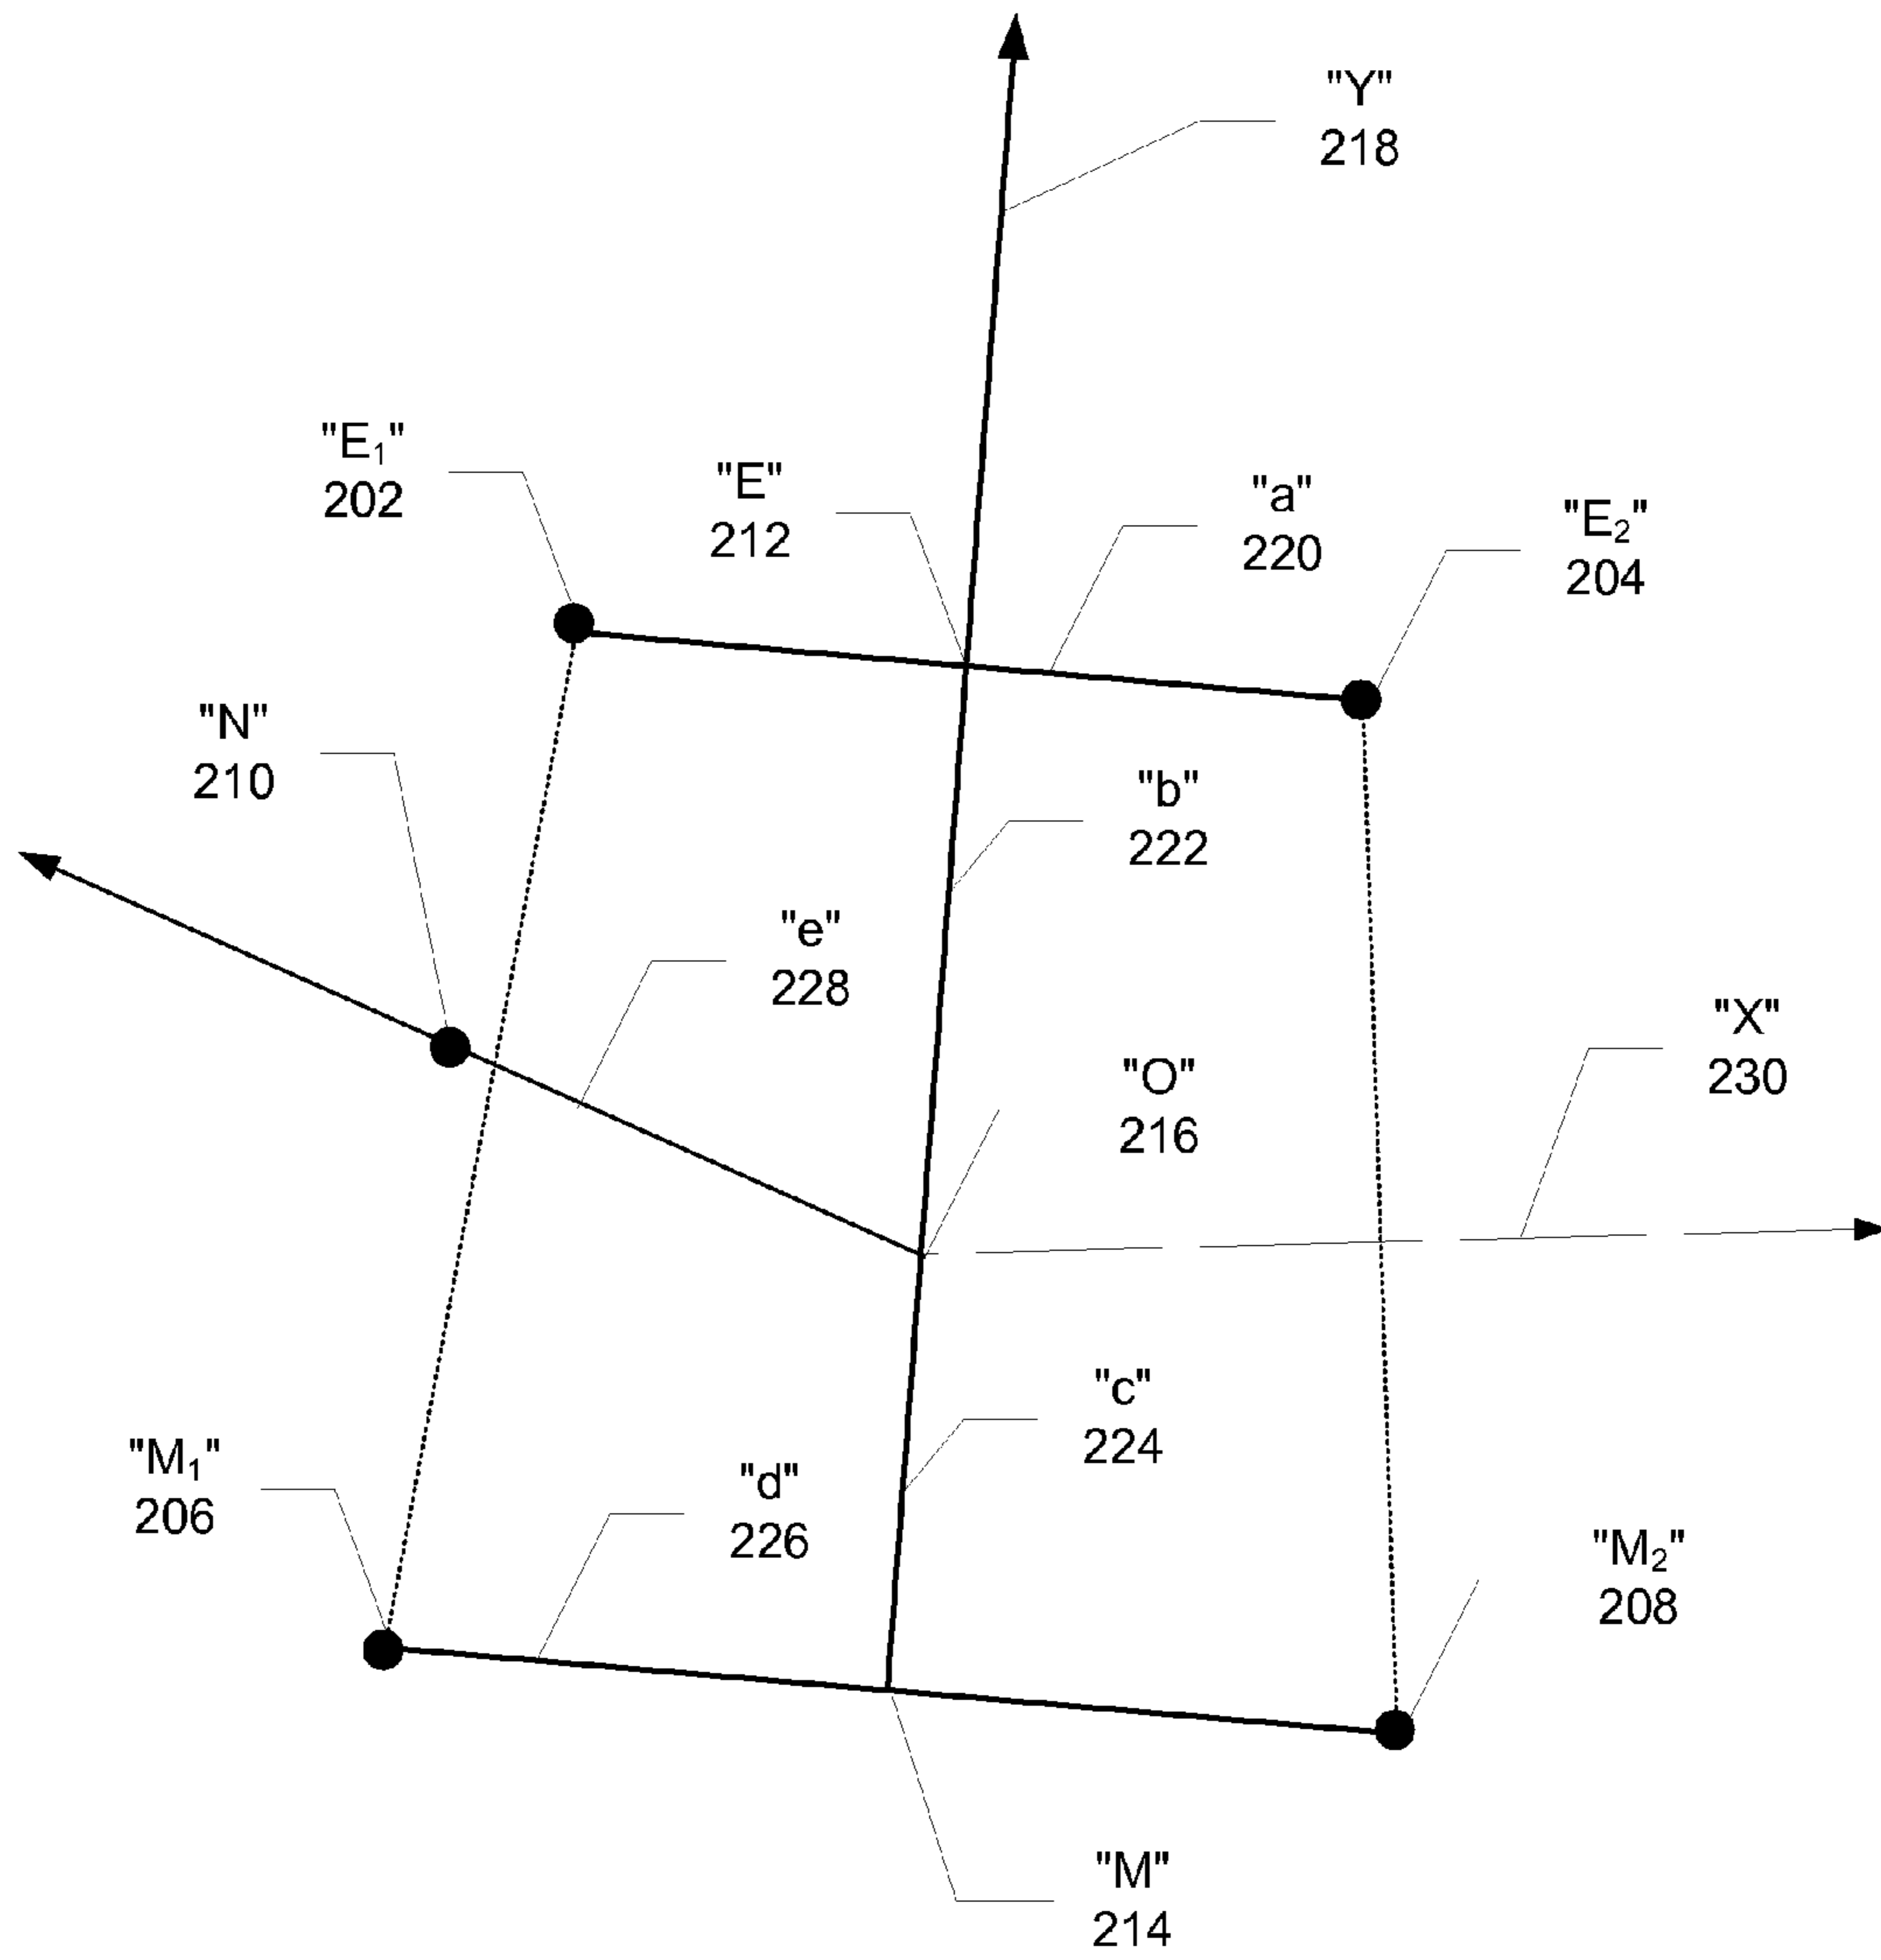 "Y"
218
"E₁"
202
"E"
212
"a"
220
"E₂"
204
"N"
210
"b"
222
"e"
228
"X"
230
"O"
216
"c"
224
"M₁"
206
"d"
226
"M₂"
208
"M"
214